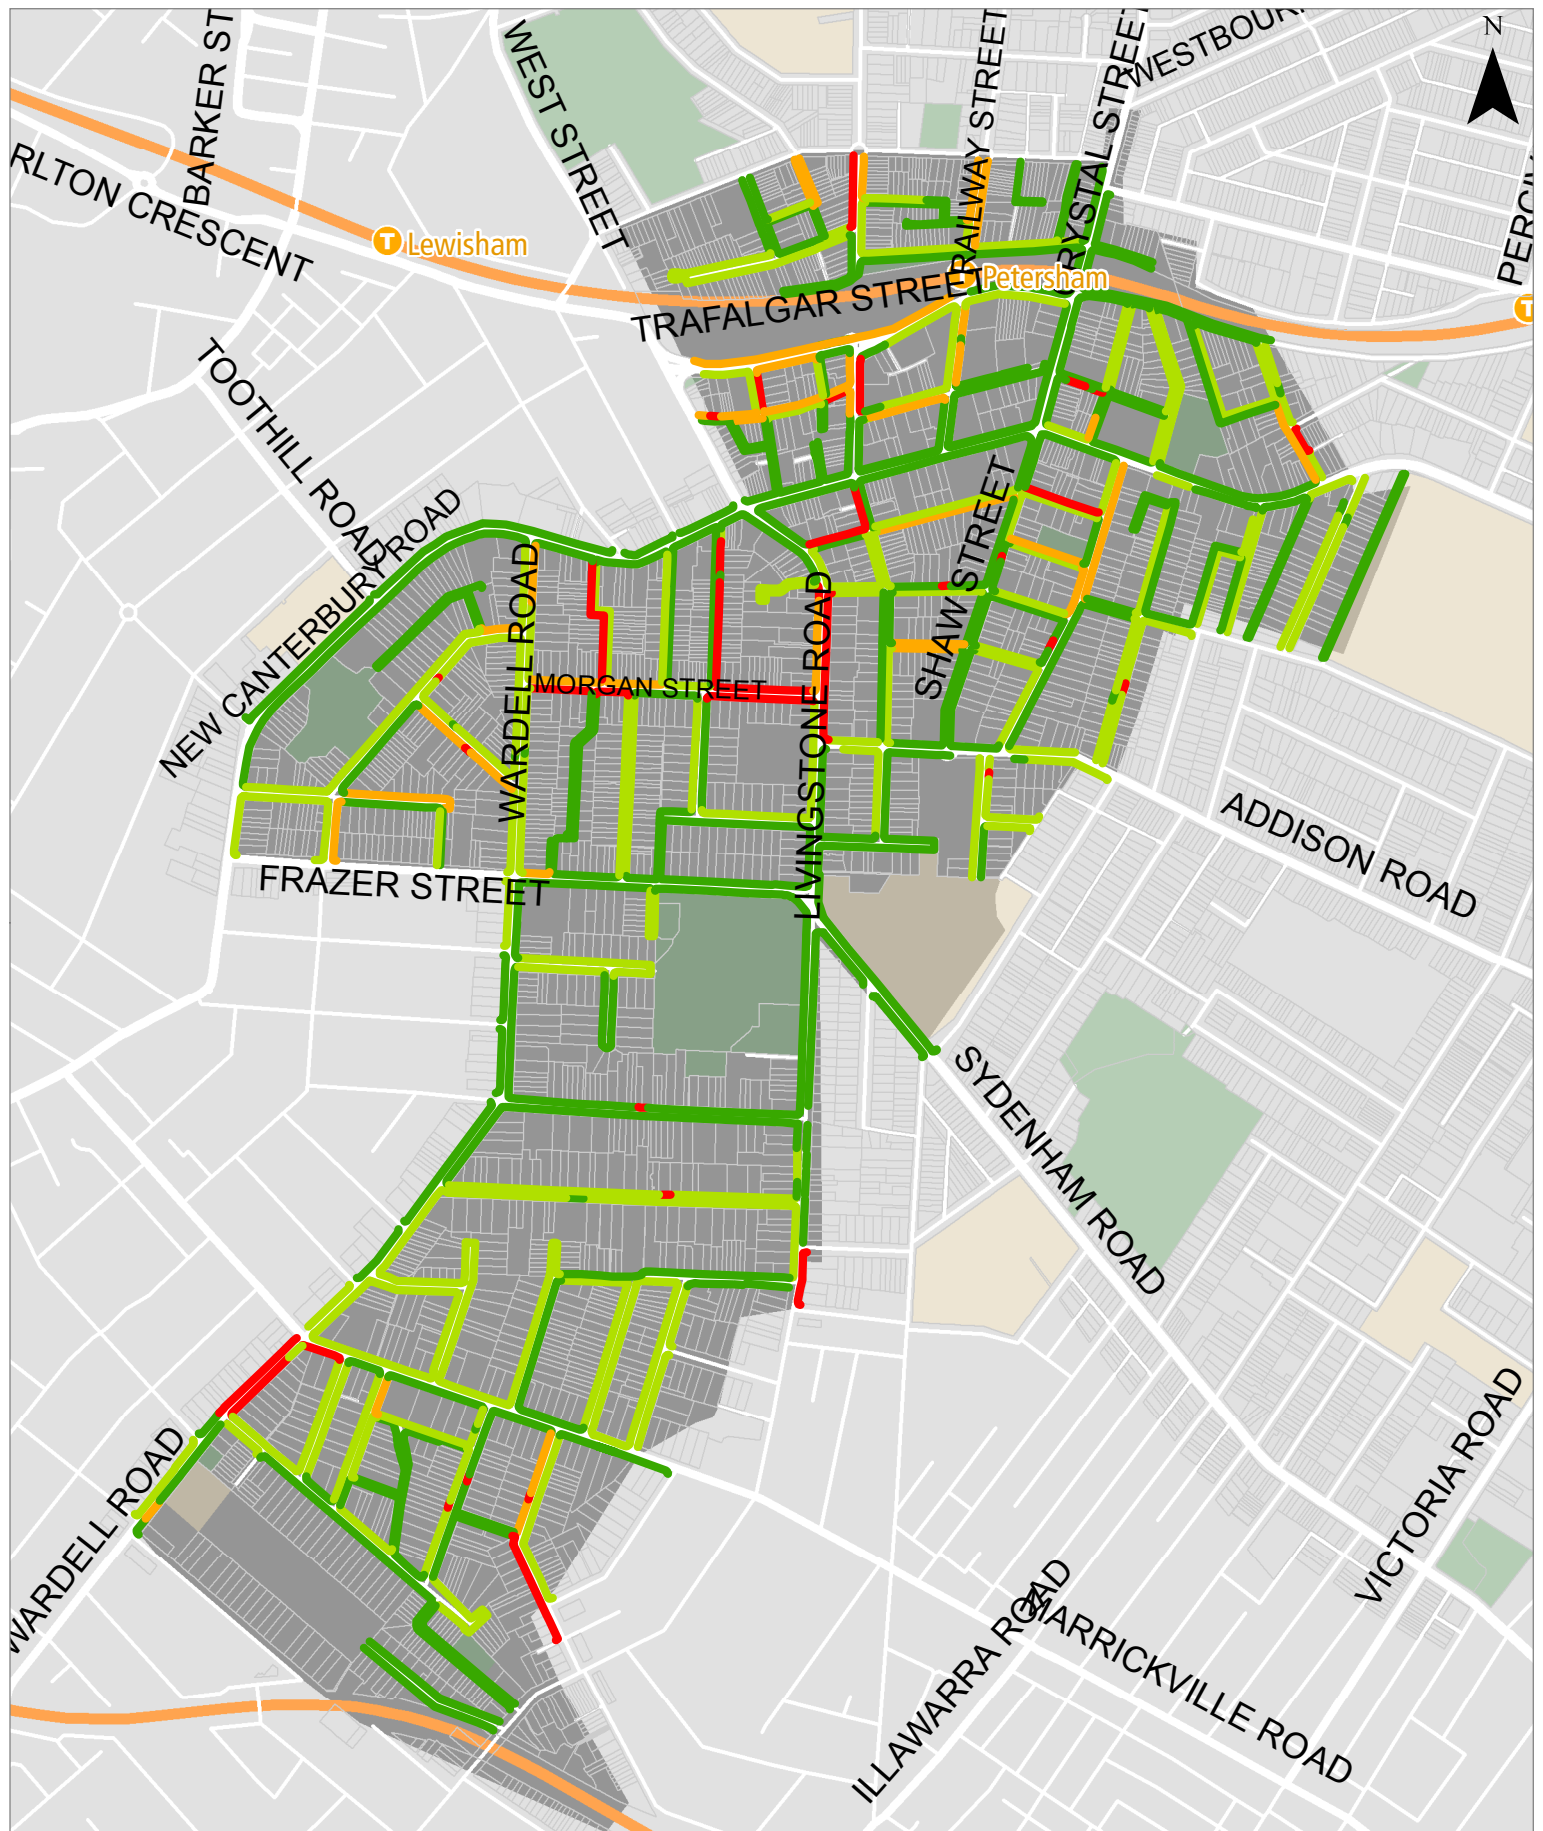 BARKER ST
WEST STREET
RAILWAY STREET
CRYSTAL STREET
WESTBOUR
N
PERCIV
RLTON CRESCENT
T
Lewisham
Petersham
T
TRAFALGAR STREET
TOOTHILL ROAD
NEW CANTERBURY ROAD
WARDELL ROAD
MORGAN STREET
LIVINGSTONE ROAD
SHAW STREET
FRAZER STREET
ADDISON ROAD
SYDENHAM ROAD
VICTORIA ROAD
WARDELL ROAD
ILLAWARRA ROAD
MARRICKVILLE ROAD